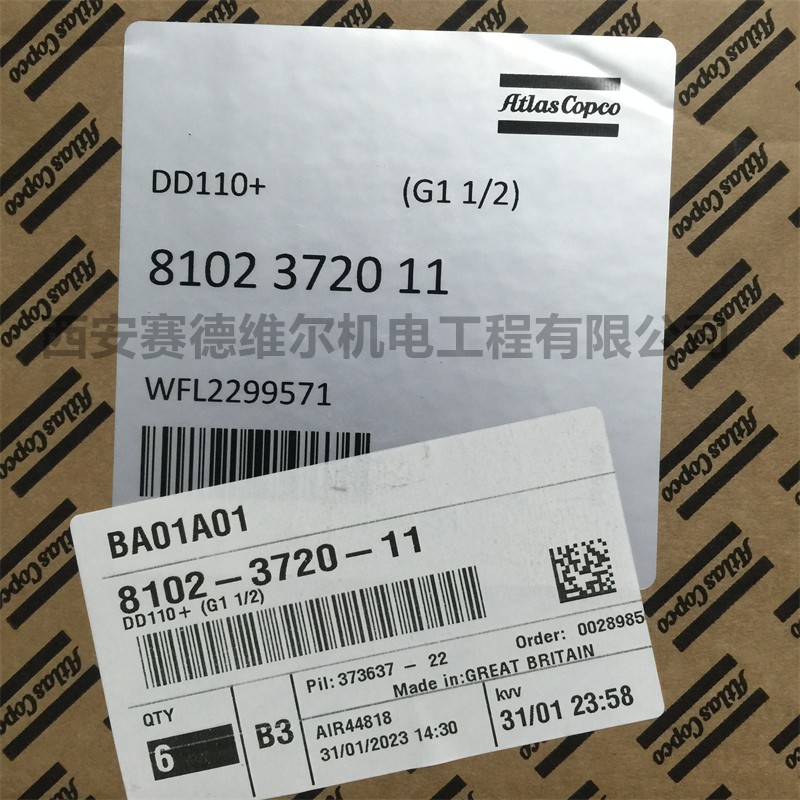 Atlas Copco
DD110+ (G1 1/2)
8102 3720 11
西安赛德维尔机电工程有限公司
WFL2299571
BA01A01
8102-3720-11
DD110+ (G1 1/2)
Order: 0028985
Pil: 373637 - 22
Made in:GREAT BRITAIN
QTY
6
B3
AIR44818
31/01/2023 14:30
kvv
31/01 23:58